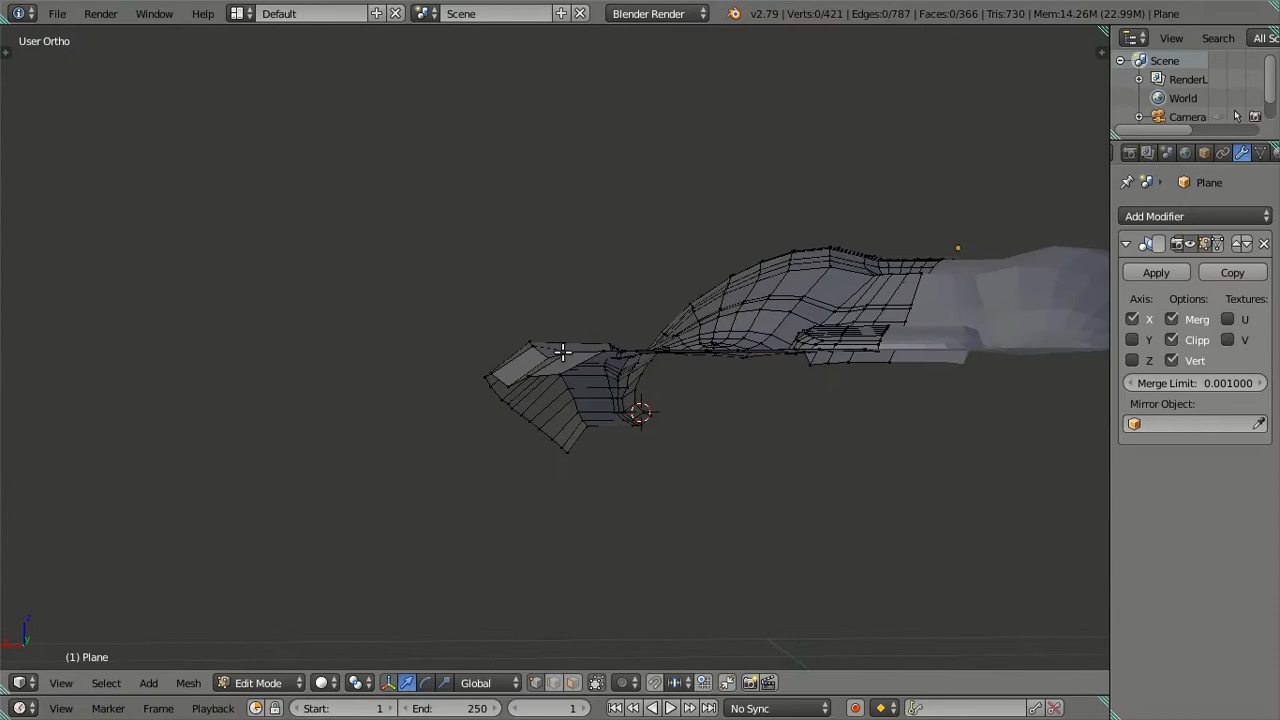 File Render Window Help Default Scene Blender Render v2.79 | Verts:0/421 | Edges:0/787 | Faces:0/366 | Tris:730 | Mem:14.26M (22.99M) | Plane
User Ortho
View Search All Sc
Scene
RenderL
World
Camera
Plane
Add Modifier
Apply Copy
Axis: Options: Textures:
X Merg U
Y Clipp V
Z Vert
Merge Limit: 0.001000
Mirror Object:
z
y
(1) Plane
View Select Add Mesh Edit Mode Global
View Marker Frame Playback Start: 1 End: 250 1 No Sync